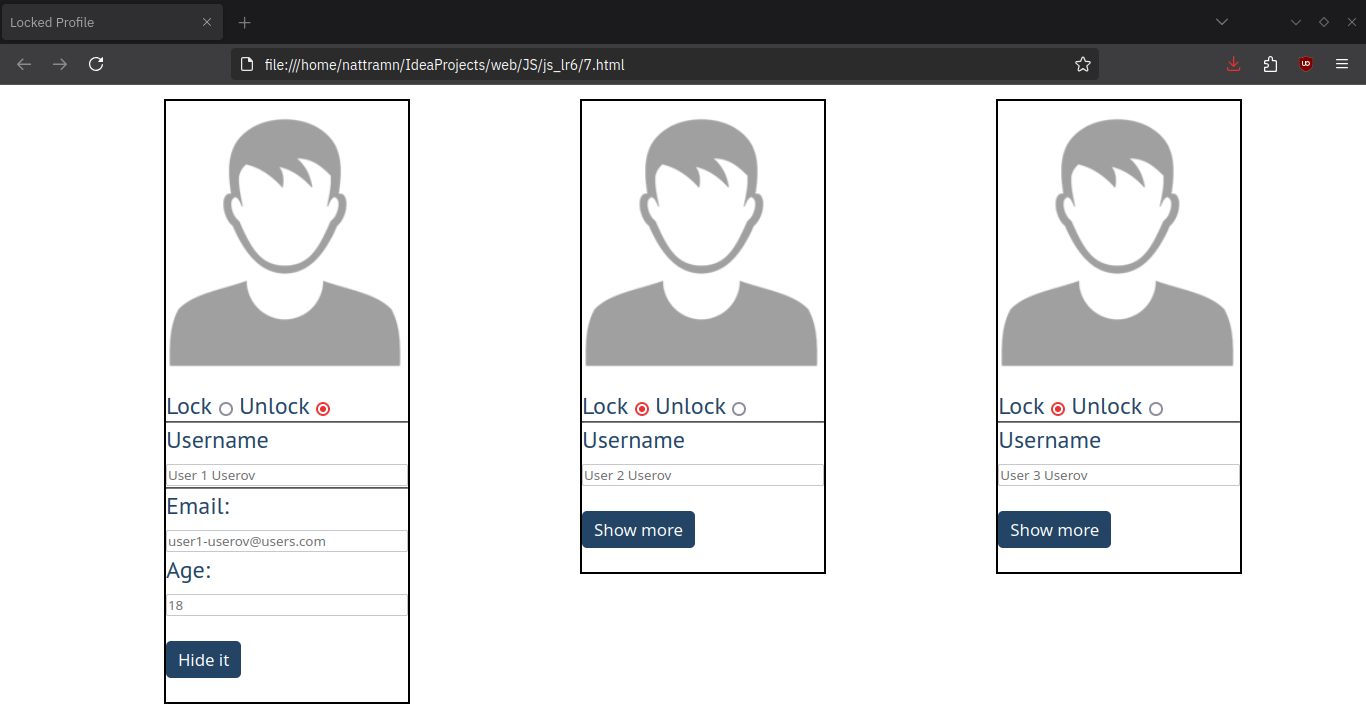 Locked Profile
file:///home/nattramn/IdeaProjects/web/JS/js_lr6/7.html
Lock Unlock
Username
User 1 Userov
Email:
user1-userov@users.com
Age:
18
Hide it
Lock Unlock
Username
User 2 Userov
Show more
Lock Unlock
Username
User 3 Userov
Show more